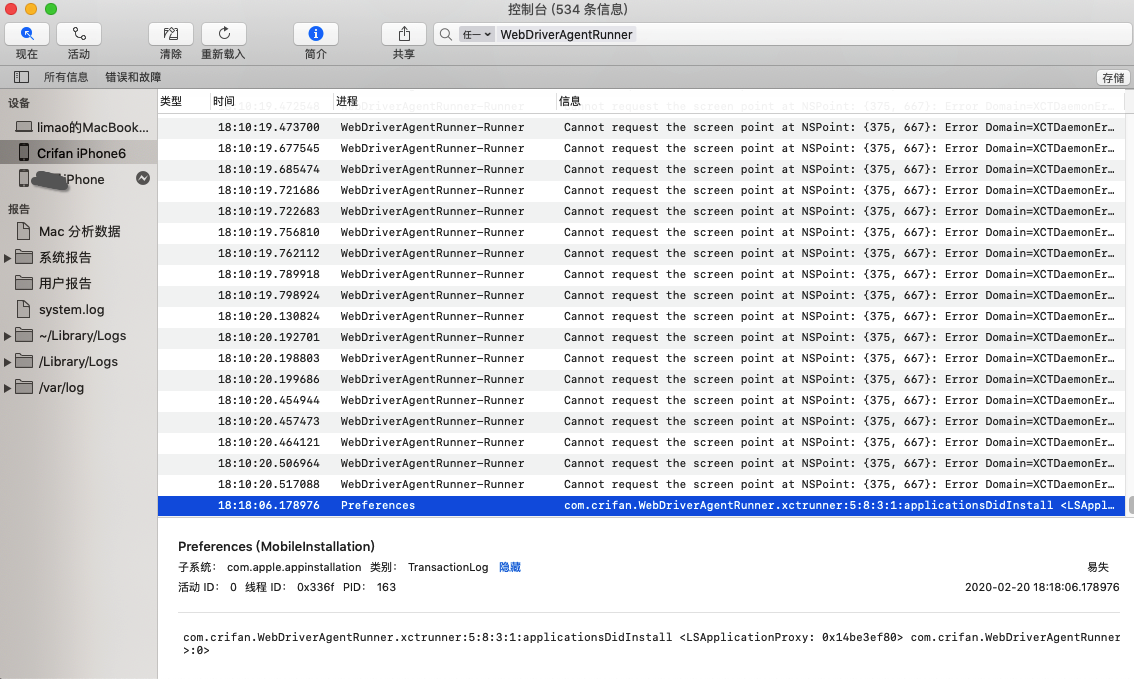 控制台 (534 条信息)
现在
活动
清除
重新载入
简介
共享
任一
WebDriverAgentRunner
所有信息
错误和故障
存储
设备
limao的MacBook…
Crifan iPhone6
iPhone
报告
Mac 分析数据
系统报告
用户报告
system.log
~/Library/Logs
/Library/Logs
/var/log
类型 时间 进程 信息
18:10:19.472548 WebDriverAgentRunner-Runner Cannot request the screen point at NSPoint: {375, 667}: Error Domain=XCTDaemonEr…
18:10:19.473700 WebDriverAgentRunner-Runner Cannot request the screen point at NSPoint: {375, 667}: Error Domain=XCTDaemonEr…
18:10:19.677545 WebDriverAgentRunner-Runner Cannot request the screen point at NSPoint: {375, 667}: Error Domain=XCTDaemonEr…
18:10:19.685474 WebDriverAgentRunner-Runner Cannot request the screen point at NSPoint: {375, 667}: Error Domain=XCTDaemonEr…
18:10:19.721686 WebDriverAgentRunner-Runner Cannot request the screen point at NSPoint: {375, 667}: Error Domain=XCTDaemonEr…
18:10:19.722683 WebDriverAgentRunner-Runner Cannot request the screen point at NSPoint: {375, 667}: Error Domain=XCTDaemonEr…
18:10:19.756810 WebDriverAgentRunner-Runner Cannot request the screen point at NSPoint: {375, 667}: Error Domain=XCTDaemonEr…
18:10:19.762112 WebDriverAgentRunner-Runner Cannot request the screen point at NSPoint: {375, 667}: Error Domain=XCTDaemonEr…
18:10:19.789918 WebDriverAgentRunner-Runner Cannot request the screen point at NSPoint: {375, 667}: Error Domain=XCTDaemonEr…
18:10:19.798924 WebDriverAgentRunner-Runner Cannot request the screen point at NSPoint: {375, 667}: Error Domain=XCTDaemonEr…
18:10:20.130824 WebDriverAgentRunner-Runner Cannot request the screen point at NSPoint: {375, 667}: Error Domain=XCTDaemonEr…
18:10:20.192701 WebDriverAgentRunner-Runner Cannot request the screen point at NSPoint: {375, 667}: Error Domain=XCTDaemonEr…
18:10:20.198803 WebDriverAgentRunner-Runner Cannot request the screen point at NSPoint: {375, 667}: Error Domain=XCTDaemonEr…
18:10:20.199686 WebDriverAgentRunner-Runner Cannot request the screen point at NSPoint: {375, 667}: Error Domain=XCTDaemonEr…
18:10:20.454944 WebDriverAgentRunner-Runner Cannot request the screen point at NSPoint: {375, 667}: Error Domain=XCTDaemonEr…
18:10:20.457473 WebDriverAgentRunner-Runner Cannot request the screen point at NSPoint: {375, 667}: Error Domain=XCTDaemonEr…
18:10:20.464121 WebDriverAgentRunner-Runner Cannot request the screen point at NSPoint: {375, 667}: Error Domain=XCTDaemonEr…
18:10:20.506964 WebDriverAgentRunner-Runner Cannot request the screen point at NSPoint: {375, 667}: Error Domain=XCTDaemonEr…
18:10:20.517088 WebDriverAgentRunner-Runner Cannot request the screen point at NSPoint: {375, 667}: Error Domain=XCTDaemonEr…
18:18:06.178976 Preferences com.crifan.WebDriverAgentRunner.xctrunner:5:8:3:1:applicationsDidInstall <LSAppl…
Preferences (MobileInstallation)
子系统： com.apple.appinstallation 类别： TransactionLog 隐藏 易失
活动 ID： 0 线程 ID： 0x336f PID： 163 2020-02-20 18:18:06.178976
com.crifan.WebDriverAgentRunner.xctrunner:5:8:3:1:applicationsDidInstall <LSApplicationProxy: 0x14be3ef80> com.crifan.WebDriverAgentRunner
>:0>